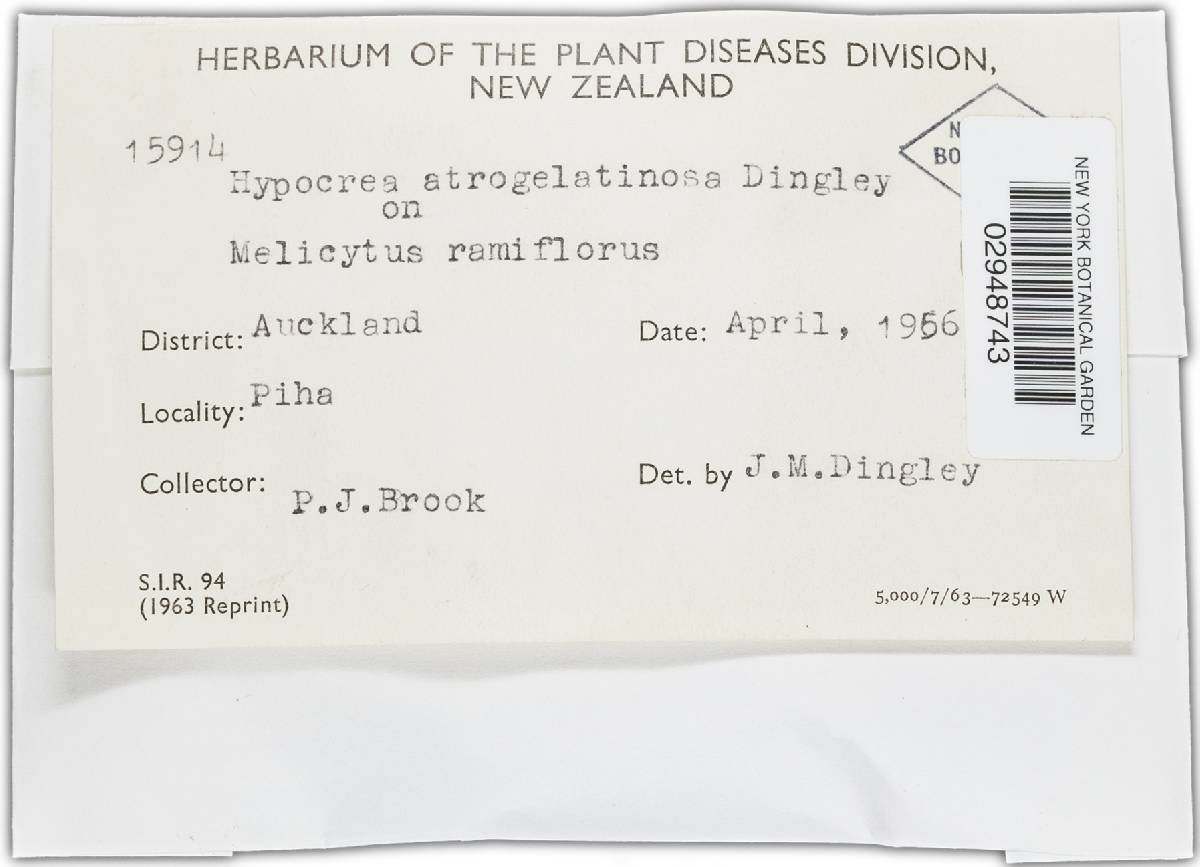 HERBARIUM OF THE PLANT DISEASES DIVISION,
NEW ZEALAND
15914
Hypocrea atrogelatinosa Dingley
on
Melicytus ramiflorus
District: Auckland
Date: April, 1956
Locality: Piha
Collector: P.J.Brook
Det. by J.M.Dingley
S.I.R. 94
(1963 Reprint)
5,000/7/63—72549 W
NEW YORK BOTANICAL GARDEN
02948743